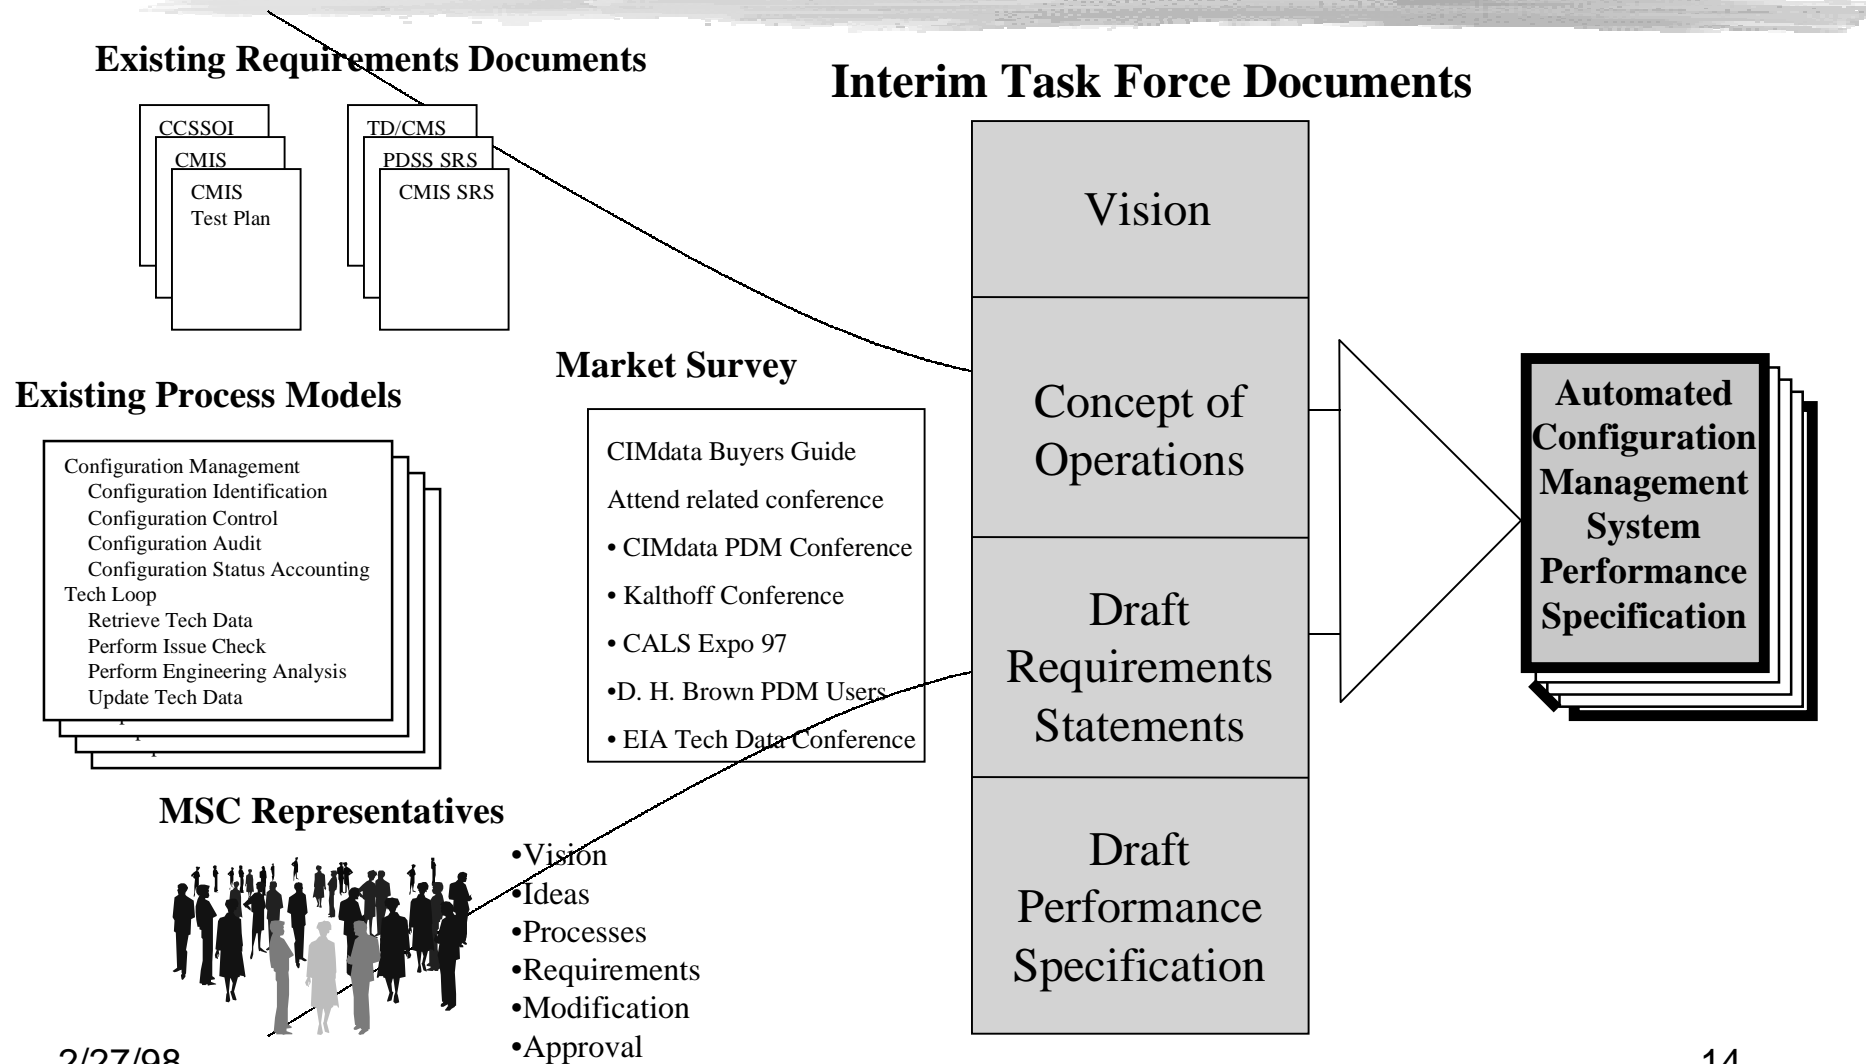 Existing Requirements Documents
CCSSOI
CMIS
CMIS
Test Plan
TD/CMS
PDSS SRS
CMIS SRS
Existing Process Models
Configuration Management
Configuration Identification
Configuration Control
Configuration Audit
Configuration Status Accounting
Tech Loop
Retrieve Tech Data
Perform Issue Check
Perform Engineering Analysis
Update Tech Data
Market Survey
CIMdata Buyers Guide
Attend related conference
• CIMdata PDM Conference
• Kalthoff Conference
• CALS Expo 97
•D. H. Brown PDM Users
• EIA Tech Data Conference
MSC Representatives
•Vision
•Ideas
•Processes
•Requirements
•Modification
•Approval
Interim Task Force Documents
Vision
Concept of
Operations
Draft
Requirements
Statements
Draft
Performance
Specification
Automated
Configuration
Management
System
Performance
Specification
2/27/98
14